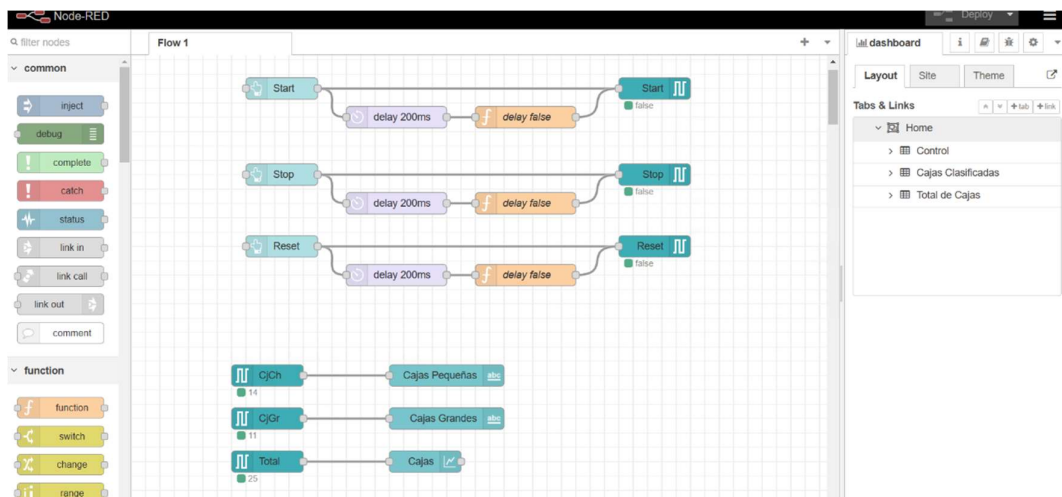 Node-RED
Deploy
filter nodes
Flow 1
dashboard
i
common
Layout
Site
Theme
inject
Start
Start
false
Tabs & Links
+tab
+link
debug
delay 200ms
delay false
Home
complete
Control
catch
Stop
Stop
false
Cajas Clasificadas
status
delay 200ms
delay false
Total de Cajas
link in
Reset
Reset
false
link call
delay 200ms
delay false
link out
comment
function
CjCh
14
Cajas Pequeñas
abc
function
CjGr
11
Cajas Grandes
abc
switch
change
Total
25
Cajas
range